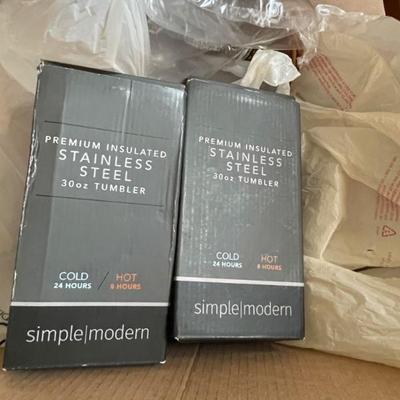 PREMIUM INSULATED
STAINLESS
STEEL
30oz TUMBLER
COLD / HOT
24 HOURS 8 HOURS
simple|modern
PREMIUM INSULATED
STAINLESS
STEEL
30oz TUMBLER
COLD / HOT
24 HOURS 8 HOURS
simple|modern